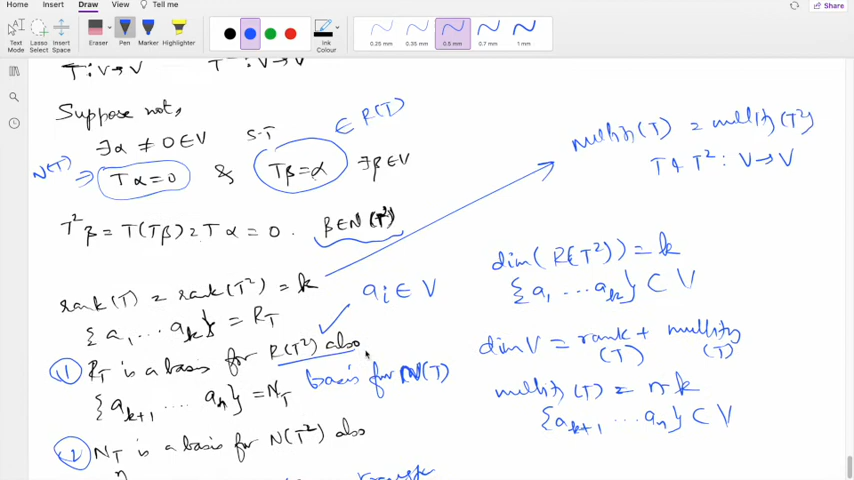 Home Insert Draw View Tell me
Share
Text Mode Lasso Select Insert Space Eraser Pen Marker Highlighter Ink Colour 0.25 mm 0.35 mm 0.5 mm 0.7 mm 1 mm
T: V→V T: V→V
Suppose not,
∃α ≠ 0 ∈ V S.T ∈ R(T)
N(T) ⇒ Tα=0 & Tβ=α ∃β∈V
T²β = T(Tβ) = Tα = 0. β∈N(T²)
rank(T) = rank(T²) = k
{a₁ ... aₖ} = R_T aᵢ ∈ V
① R_T is a basis for R(T²) also
{aₖ₊₁ ... aₙ} = N_T basis for N(T)
② N_T is a basis for N(T²) also
transfer
nullity(T) = nullity(T²)
T & T² : V→V
dim(R(T²)) = k
{a₁ ... aₖ} ⊂ V
dim V = rank + nullity
(T) (T)
nullity(T) = n-k
{aₖ₊₁ ... aₙ} ⊂ V